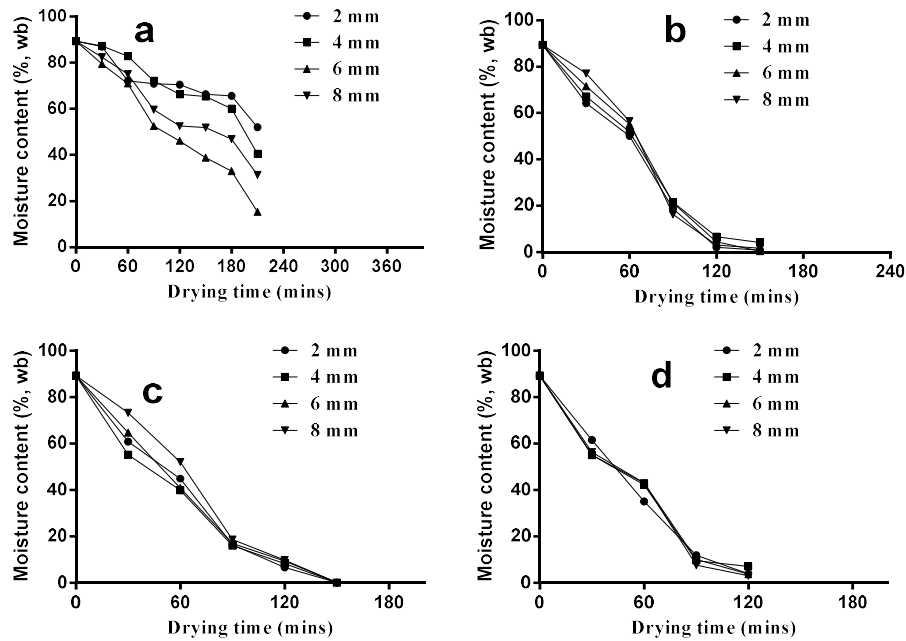 a
2 mm
4 mm
6 mm
8 mm
Moisture content (%, wb)
100
80
60
40
20
0
0 60 120 180 240 300 360
Drying time (mins)
b
2 mm
4 mm
6 mm
8 mm
Moisture content (%, wb)
100
80
60
40
20
0
0 60 120 180 240
Drying time (mins)
c
2 mm
4 mm
6 mm
8 mm
Moisture content (%, wb)
100
80
60
40
20
0
0 60 120 180
Drying time (mins)
d
2 mm
4 mm
6 mm
8 mm
Moisture content (%, wb)
100
80
60
40
20
0
0 60 120 180
Drying time (mins)